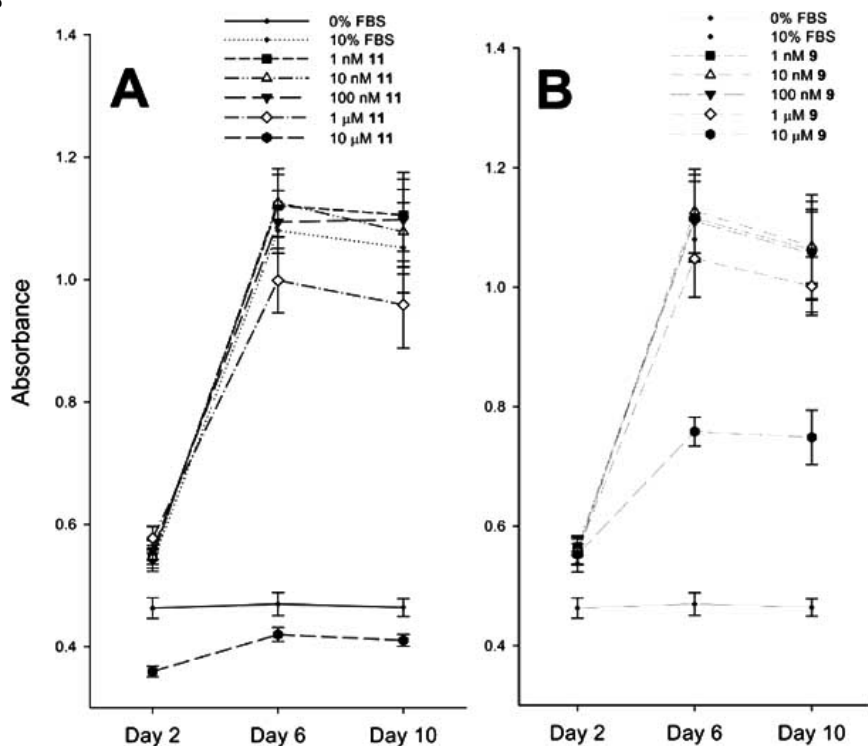 0% FBS
10% FBS
1 nM 11
10 nM 11
100 nM 11
1 μM 11
10 μM 11
A
1.4
1.2
1.0
0.8
0.6
0.4
Absorbance
Day 2 Day 6 Day 10
0% FBS
10% FBS
1 nM 9
10 nM 9
100 nM 9
1 μM 9
10 μM 9
B
1.4
1.2
1.0
0.8
0.6
0.4
Day 2 Day 6 Day 10